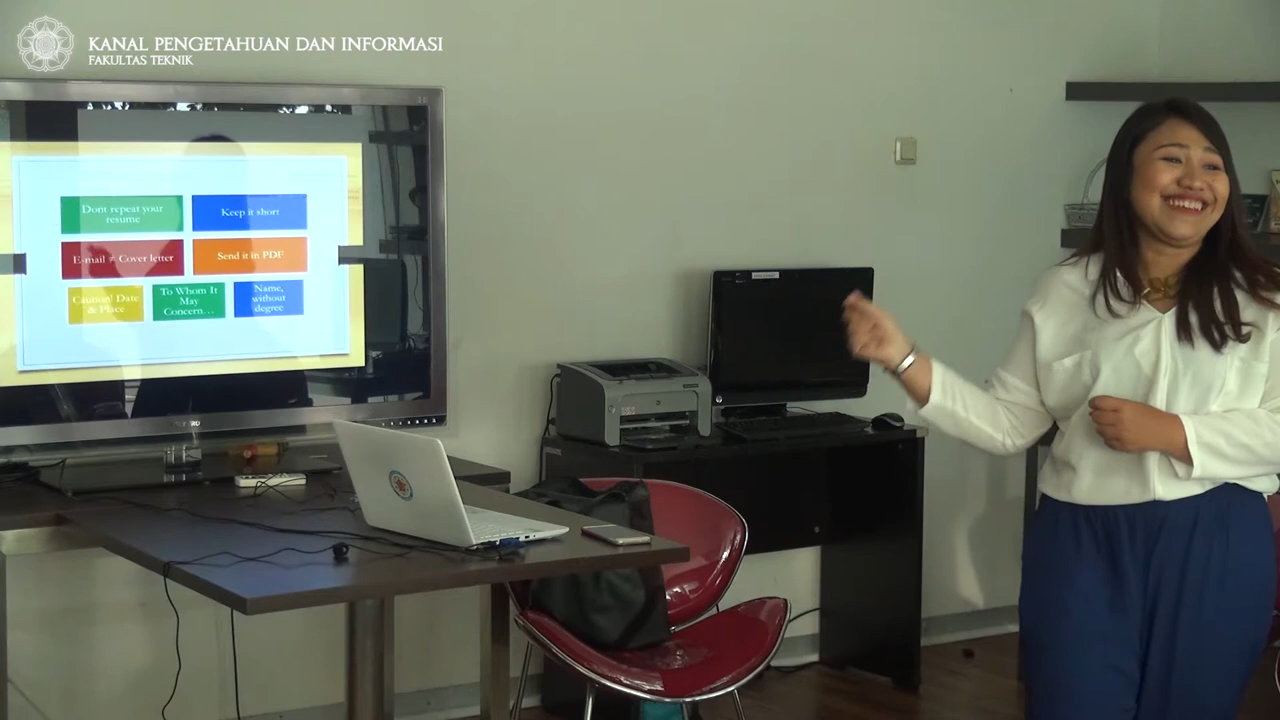 KANAL PENGETAHUAN DAN INFORMASI
FAKULTAS TEKNIK
Dont repeat your
resume
Keep it short
E-mail ≠ Cover letter
Send it in PDF
Caution! Date
& Place
To Whom It
May
Concern…
Name,
without
degree